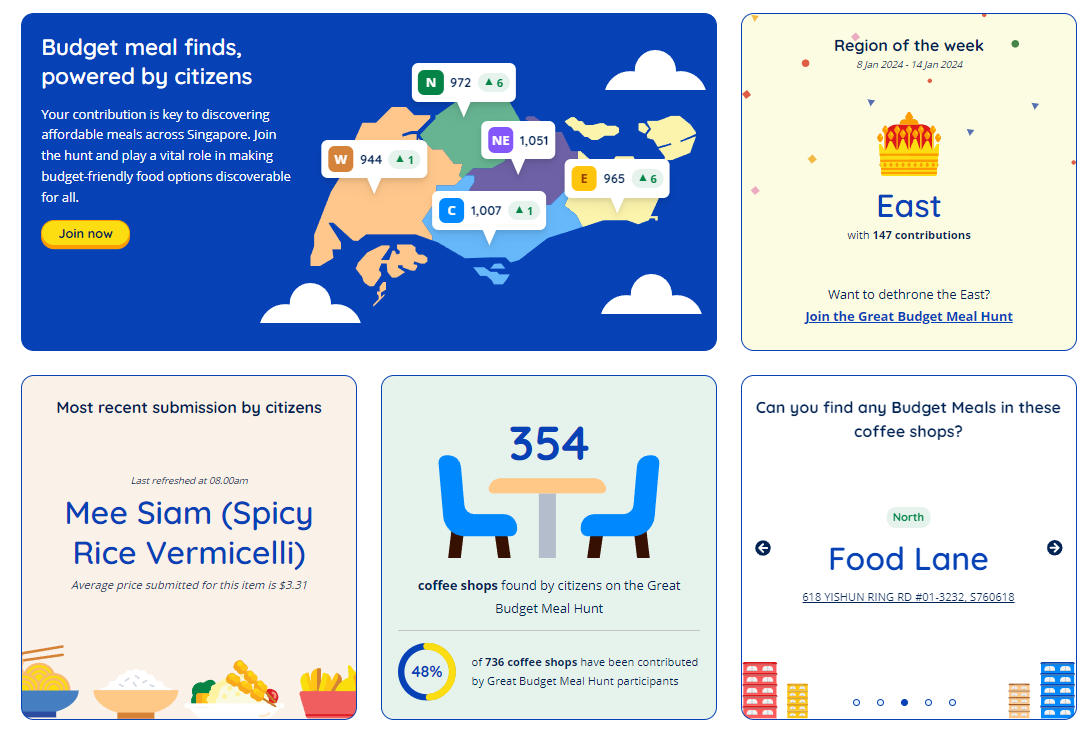 Budget meal finds,
powered by citizens
Your contribution is key to discovering
affordable meals across Singapore. Join
the hunt and play a vital role in making
budget-friendly food options discoverable
for all.
Join now
N 972 ▲ 6
NE 1,051
W 944 ▲ 1
E 965 ▲ 6
C 1,007 ▲ 1
Region of the week
8 Jan 2024 - 14 Jan 2024
East
with 147 contributions
Want to dethrone the East?
Join the Great Budget Meal Hunt
Most recent submission by citizens
Last refreshed at 08.00am
Mee Siam (Spicy
Rice Vermicelli)
Average price submitted for this item is $3.31
354
coffee shops found by citizens on the Great
Budget Meal Hunt
48%
of 736 coffee shops have been contributed
by Great Budget Meal Hunt participants
Can you find any Budget Meals in these
coffee shops?
North
Food Lane
618 YISHUN RING RD #01-3232, S760618